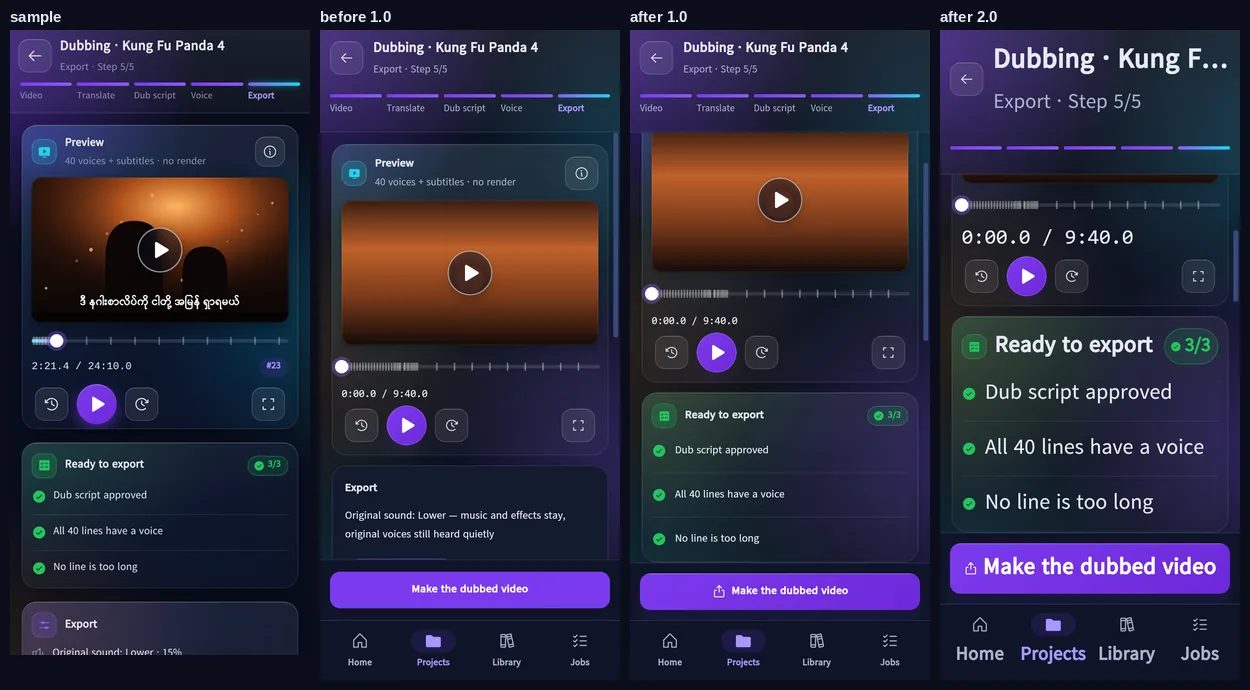 sample
Dubbing · Kung Fu Panda 4
Export · Step 5/5
Video Translate Dub script Voice Export
Preview
40 voices + subtitles · no render
ဒီ နဂါးစာလိပ်ကို ငါတို့ အမြန် ရှာရမယ်
2:21.4 / 24:10.0 #23
Ready to export 3/3
Dub script approved
All 40 lines have a voice
No line is too long
Export
Original sound: Lower · 15%
before 1.0
Dubbing · Kung Fu Panda 4
Export · Step 5/5
Video Translate Dub script Voice Export
Preview
40 voices + subtitles · no render
0:00.0 / 9:40.0
Export
Original sound: Lower — music and effects stay,
original voices still heard quietly
Make the dubbed video
Home Projects Library Jobs
after 1.0
Dubbing · Kung Fu Panda 4
Export · Step 5/5
Video Translate Dub script Voice Export
0:00.0 / 9:40.0
Ready to export 3/3
Dub script approved
All 40 lines have a voice
No line is too long
Make the dubbed video
Home Projects Library Jobs
after 2.0
Dubbing · Kung F...
Export · Step 5/5
0:00.0 / 9:40.0
Ready to export 3/3
Dub script approved
All 40 lines have a voice
No line is too long
Make the dubbed video
Home Projects Library Jobs